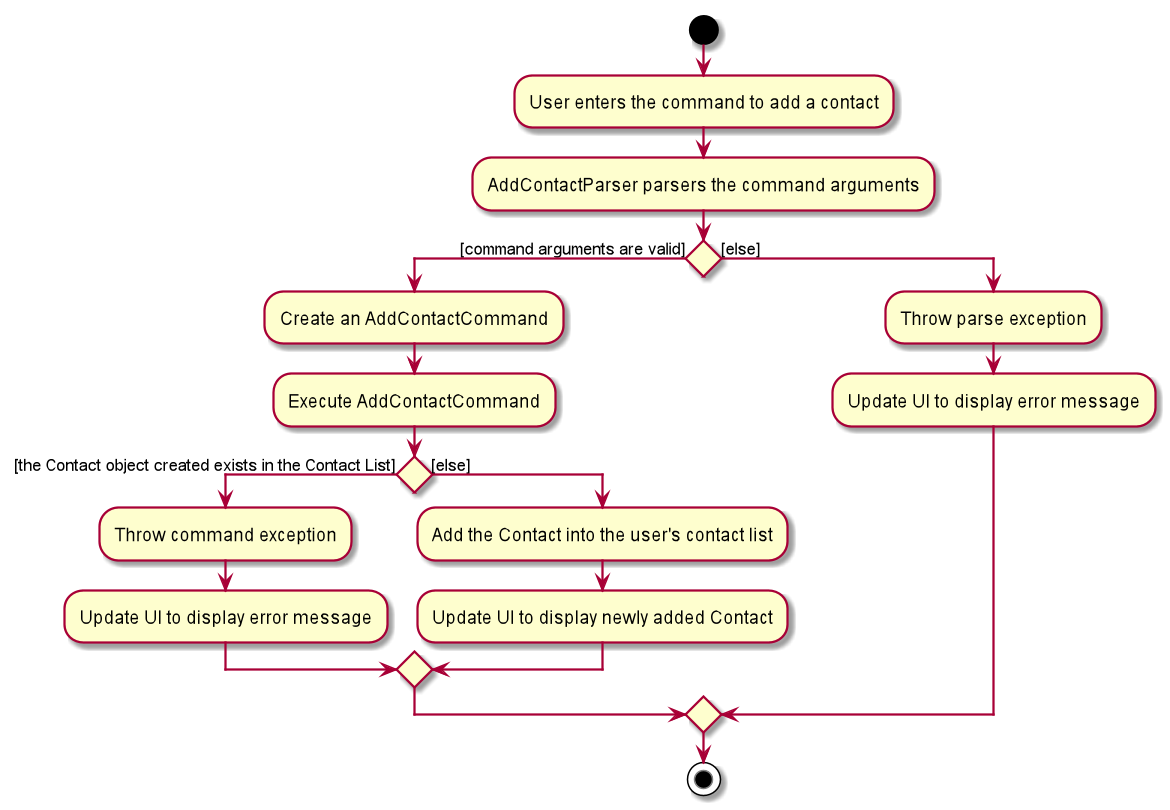 User enters the command to add a contact
AddContactParser parsers the command arguments
[command arguments are valid]
[else]
Create an AddContactCommand
Throw parse exception
Execute AddContactCommand
Update UI to display error message
[the Contact object created exists in the Contact List]
[else]
Throw command exception
Add the Contact into the user's contact list
Update UI to display error message
Update UI to display newly added Contact